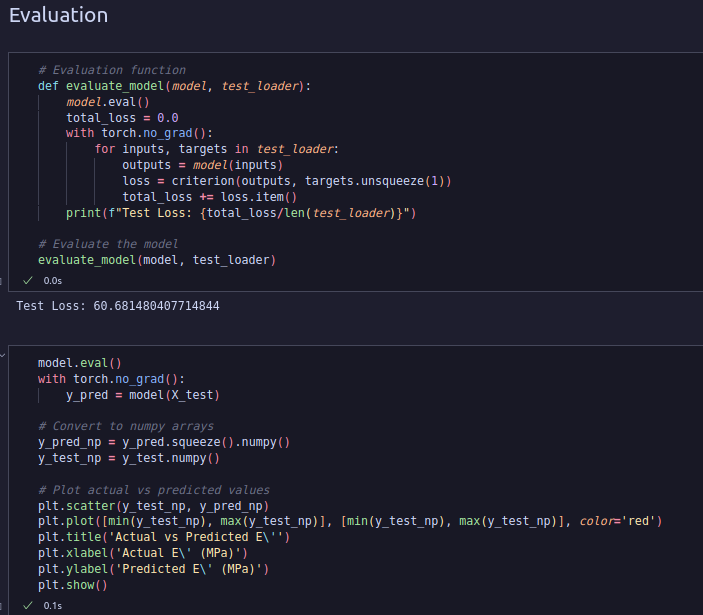 Evaluation
# Evaluation function
def evaluate_model(model, test_loader):
    model.eval()
    total_loss = 0.0
    with torch.no_grad():
        for inputs, targets in test_loader:
            outputs = model(inputs)
            loss = criterion(outputs, targets.unsqueeze(1))
            total_loss += loss.item()
    print(f"Test Loss: {total_loss/len(test_loader)}")
# Evaluate the model
evaluate_model(model, test_loader)
✓ 0.0s
Test Loss: 60.681480407714844
model.eval()
with torch.no_grad():
    y_pred = model(X_test)
# Convert to numpy arrays
y_pred_np = y_pred.squeeze().numpy()
y_test_np = y_test.numpy()
# Plot actual vs predicted values
plt.scatter(y_test_np, y_pred_np)
plt.plot([min(y_test_np), max(y_test_np)], [min(y_test_np), max(y_test_np)], color='red')
plt.title('Actual vs Predicted E\'')
plt.xlabel('Actual E\' (MPa)')
plt.ylabel('Predicted E\' (MPa)')
plt.show()
✓ 0.1s